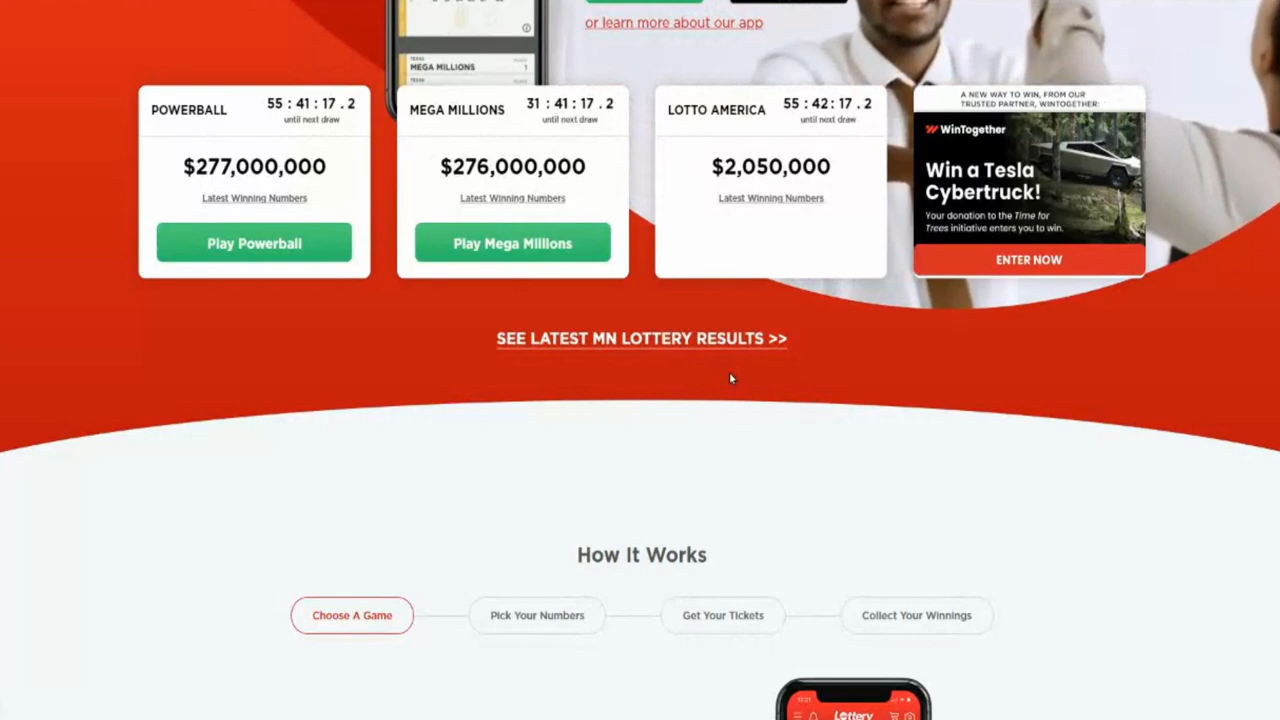 or learn more about our app
TEXAS
MEGA MILLIONS
1
TEXAS
POWERBALL
55 : 41 : 17 . 2
until next draw
$277,000,000
Latest Winning Numbers
Play Powerball
MEGA MILLIONS
31 : 41 : 17 . 2
until next draw
$276,000,000
Latest Winning Numbers
Play Mega Millions
LOTTO AMERICA
55 : 42 : 17 . 2
until next draw
$2,050,000
Latest Winning Numbers
A NEW WAY TO WIN, FROM OUR
TRUSTED PARTNER, WINTOGETHER:
WinTogether
Win a Tesla
Cybertruck!
Your donation to the Time for
Trees initiative enters you to win.
ENTER NOW
SEE LATEST MN LOTTERY RESULTS >>
How It Works
Choose A Game
Pick Your Numbers
Get Your Tickets
Collect Your Winnings
Lottery